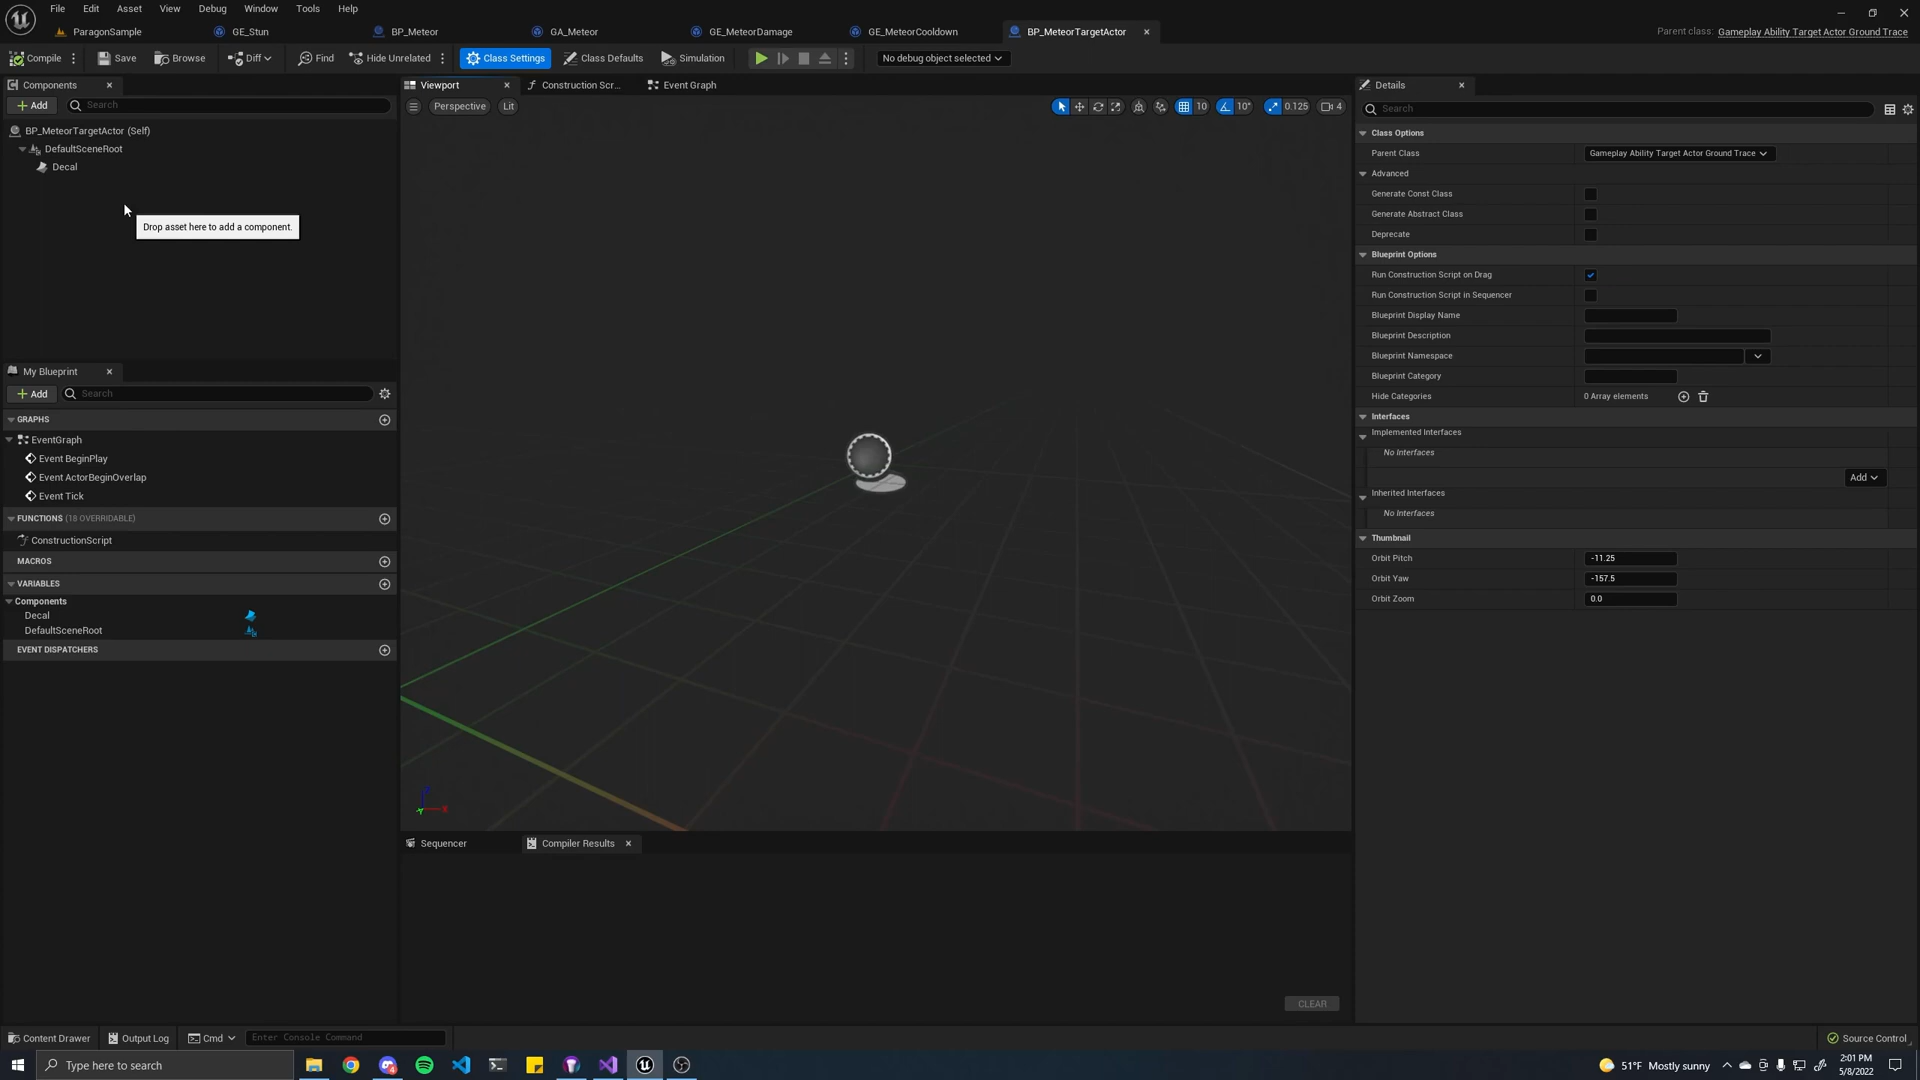 File Edit Asset View Debug Window Tools Help
ParagonSample GE_Stun BP_Meteor GA_Meteor GE_MeteorDamage GE_MeteorCooldown BP_MeteorTargetActor
Parent class: Gameplay Ability Target Actor Ground Trace
Compile Save Browse Diff Find Hide Unrelated Class Settings Class Defaults Simulation No debug object selected
Components
Add Search
BP_MeteorTargetActor (Self)
DefaultSceneRoot
Decal
Drop asset here to add a component.
My Blueprint
Add Search
GRAPHS
EventGraph
Event BeginPlay
Event ActorBeginOverlap
Event Tick
FUNCTIONS (18 OVERRIDABLE)
ConstructionScript
MACROS
VARIABLES
Components
Decal
DefaultSceneRoot
EVENT DISPATCHERS
Viewport Construction Scr... Event Graph
Perspective Lit
10 10° 0.125 4
Sequencer Compiler Results
CLEAR
Details
Search
Class Options
Parent Class Gameplay Ability Target Actor Ground Trace
Advanced
Generate Const Class
Generate Abstract Class
Deprecate
Blueprint Options
Run Construction Script on Drag
Run Construction Script in Sequencer
Blueprint Display Name
Blueprint Description
Blueprint Namespace
Blueprint Category
Hide Categories 0 Array elements
Interfaces
Implemented Interfaces
No Interfaces
Add
Inherited Interfaces
No Interfaces
Thumbnail
Orbit Pitch -11.25
Orbit Yaw -157.5
Orbit Zoom 0.0
Content Drawer Output Log Cmd Enter Console Command Source Control
Type here to search
51°F Mostly sunny
2:01 PM
5/8/2022